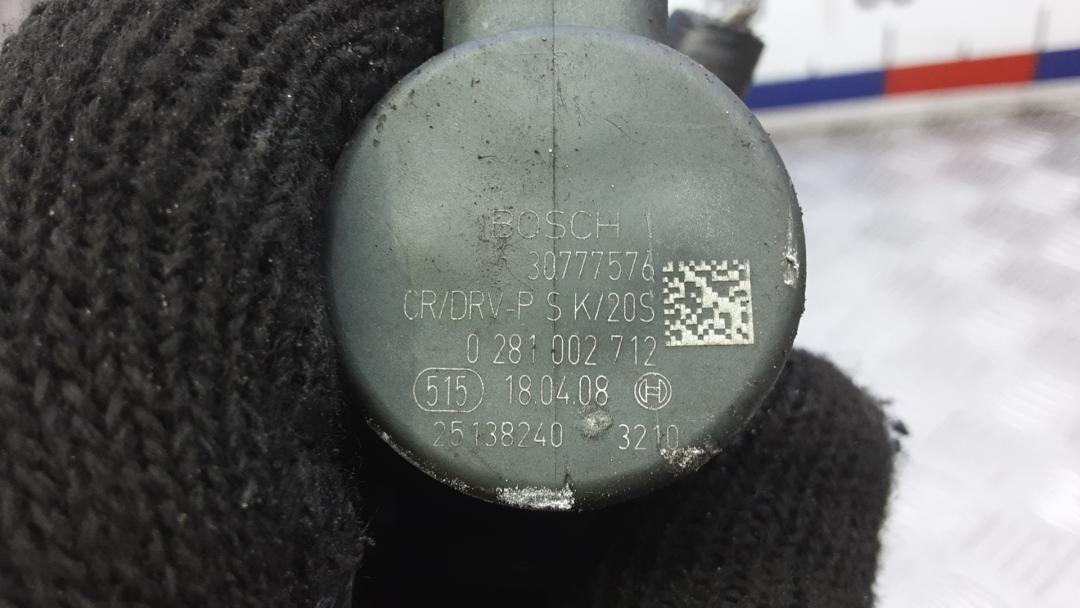 BOSCH
30777576
CR/DRV-P S K/20S
0 281 002 712
515 18.04.08 H
25138240 3210